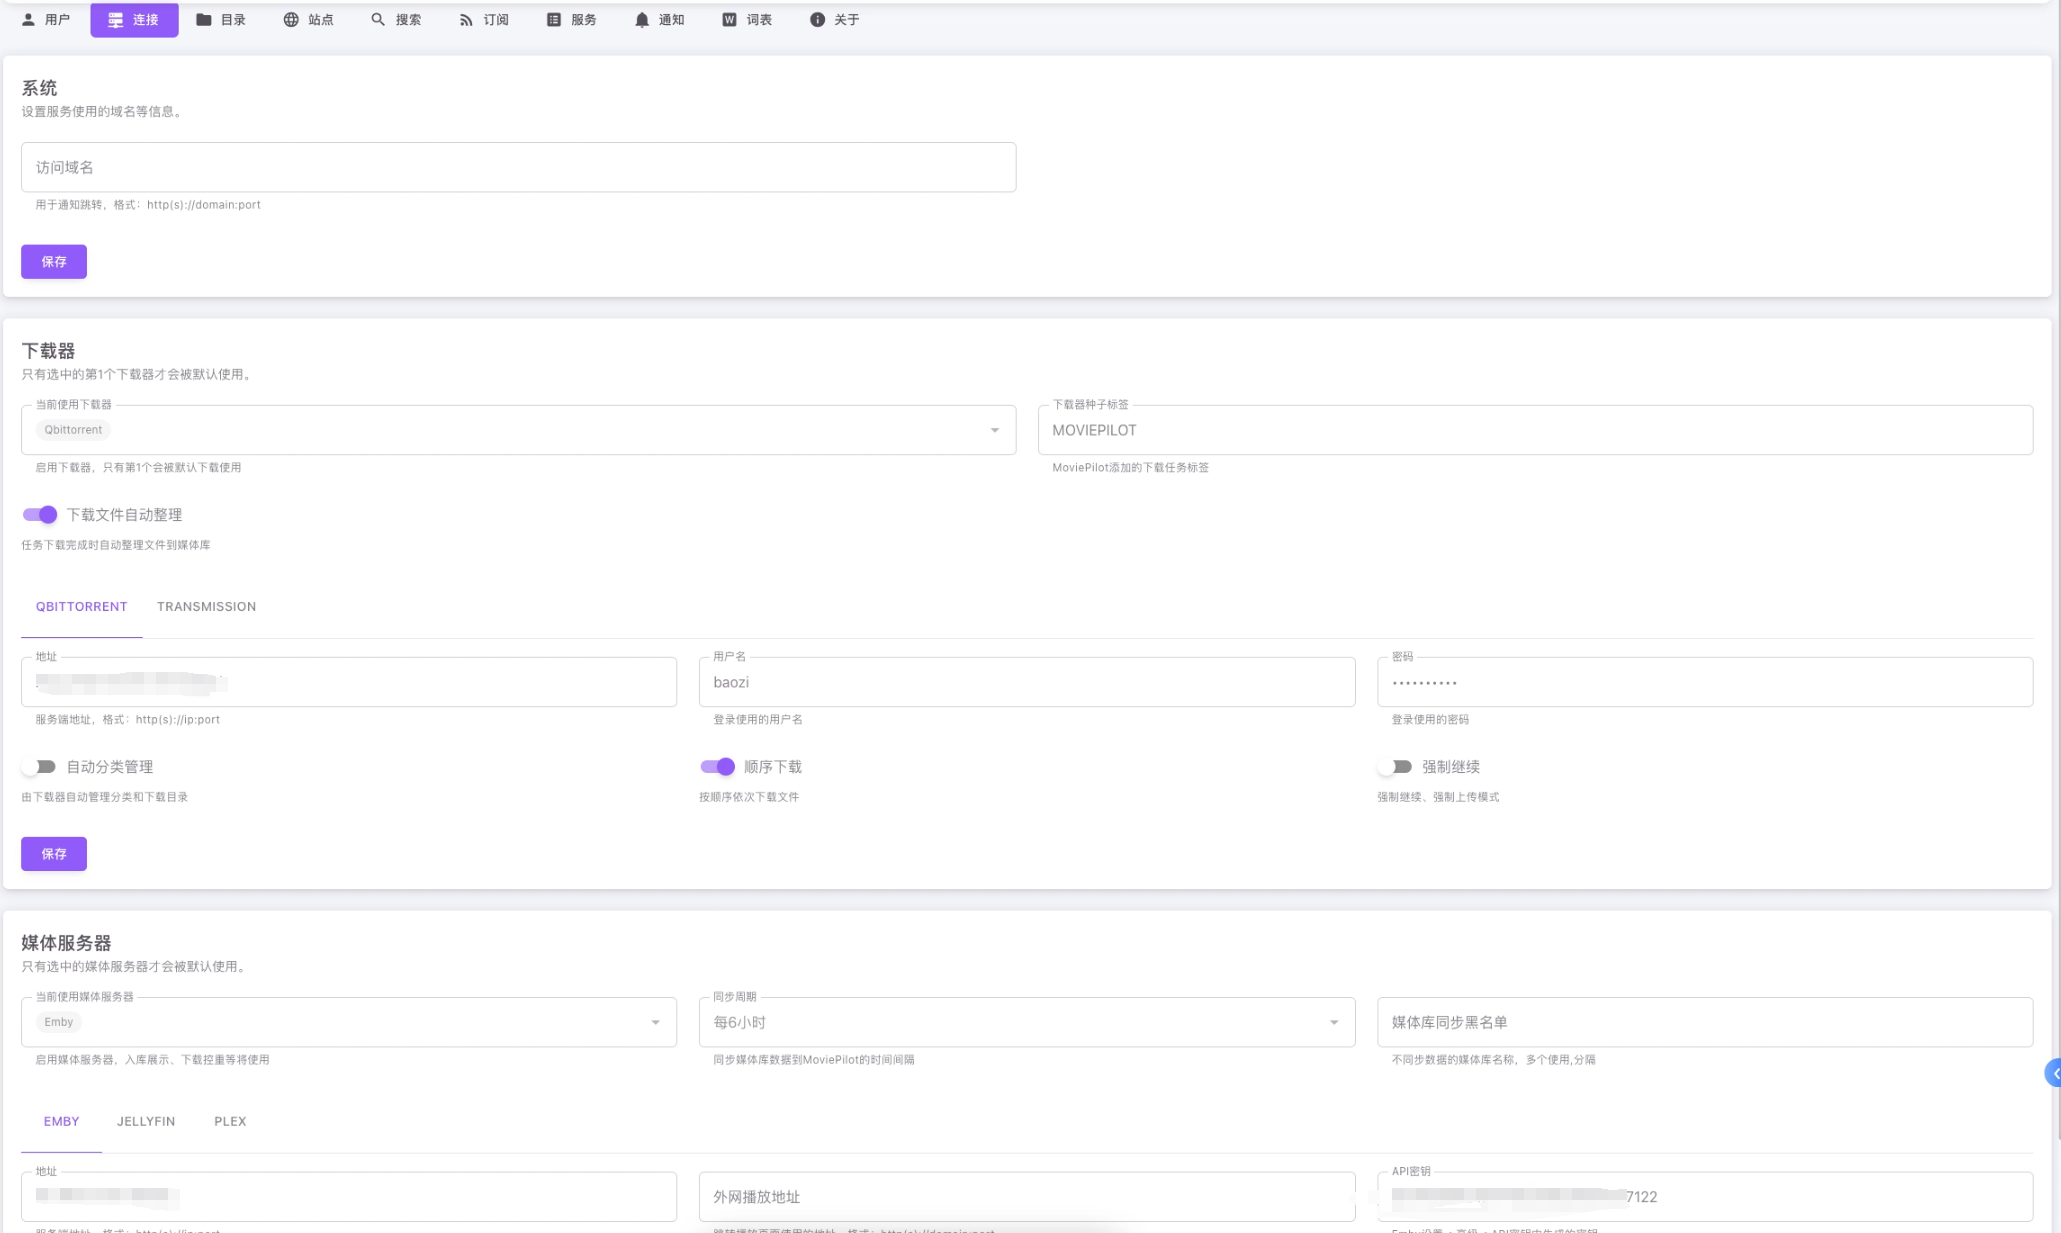 用户 连接 目录 站点 搜索 订阅 服务 通知 词表 关于
系统
设置服务使用的域名等信息。
访问域名
用于通知跳转，格式：http(s)://domain:port
保存
下载器
只有选中的第1个下载器才会被默认使用。
当前使用下载器 下载器种子标签
Qbittorrent MOVIEPILOT
启用下载器，只有第1个会被默认下载使用 MoviePilot添加的下载任务标签
下载文件自动整理
任务下载完成时自动整理文件到媒体库
QBITTORRENT TRANSMISSION
地址 用户名 密码
baozi ••••••••••
服务端地址，格式：http(s)://ip:port 登录使用的用户名 登录使用的密码
自动分类管理 顺序下载 强制继续
由下载器自动管理分类和下载目录 按顺序依次下载文件 强制继续、强制上传模式
保存
媒体服务器
只有选中的媒体服务器才会被默认使用。
当前使用媒体服务器 同步周期
Emby 每6小时 媒体库同步黑名单
启用媒体服务器，入库展示、下载控重等将使用 同步媒体库数据到MoviePilot的时间间隔 不同步数据的媒体库名称，多个使用,分隔
EMBY JELLYFIN PLEX
地址 API密钥
外网播放地址 7122